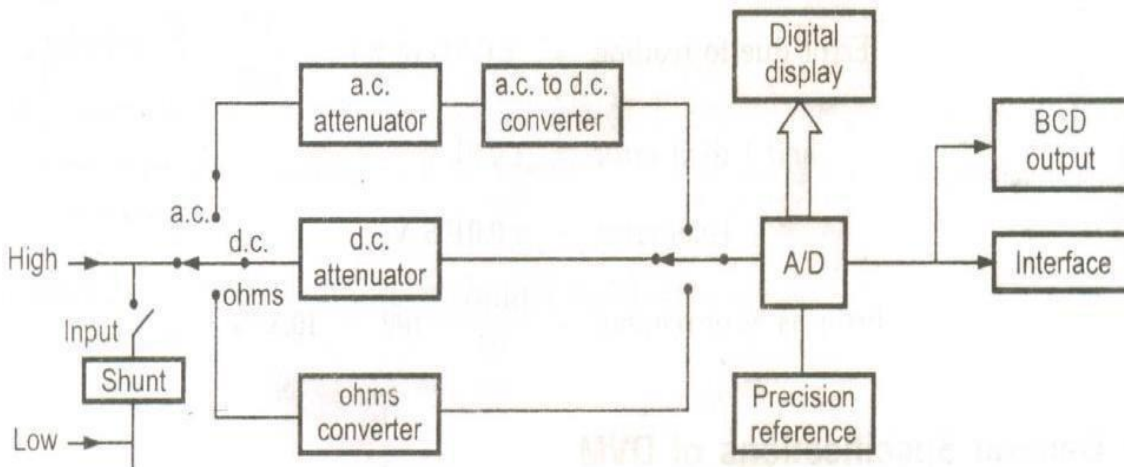 Digital
display
a.c.
attenuator
a.c. to d.c.
converter
BCD
output
a.c.
High
d.c.
d.c.
attenuator
A/D
Interface
ohms
Input
Shunt
ohms
converter
Precision
reference
Low